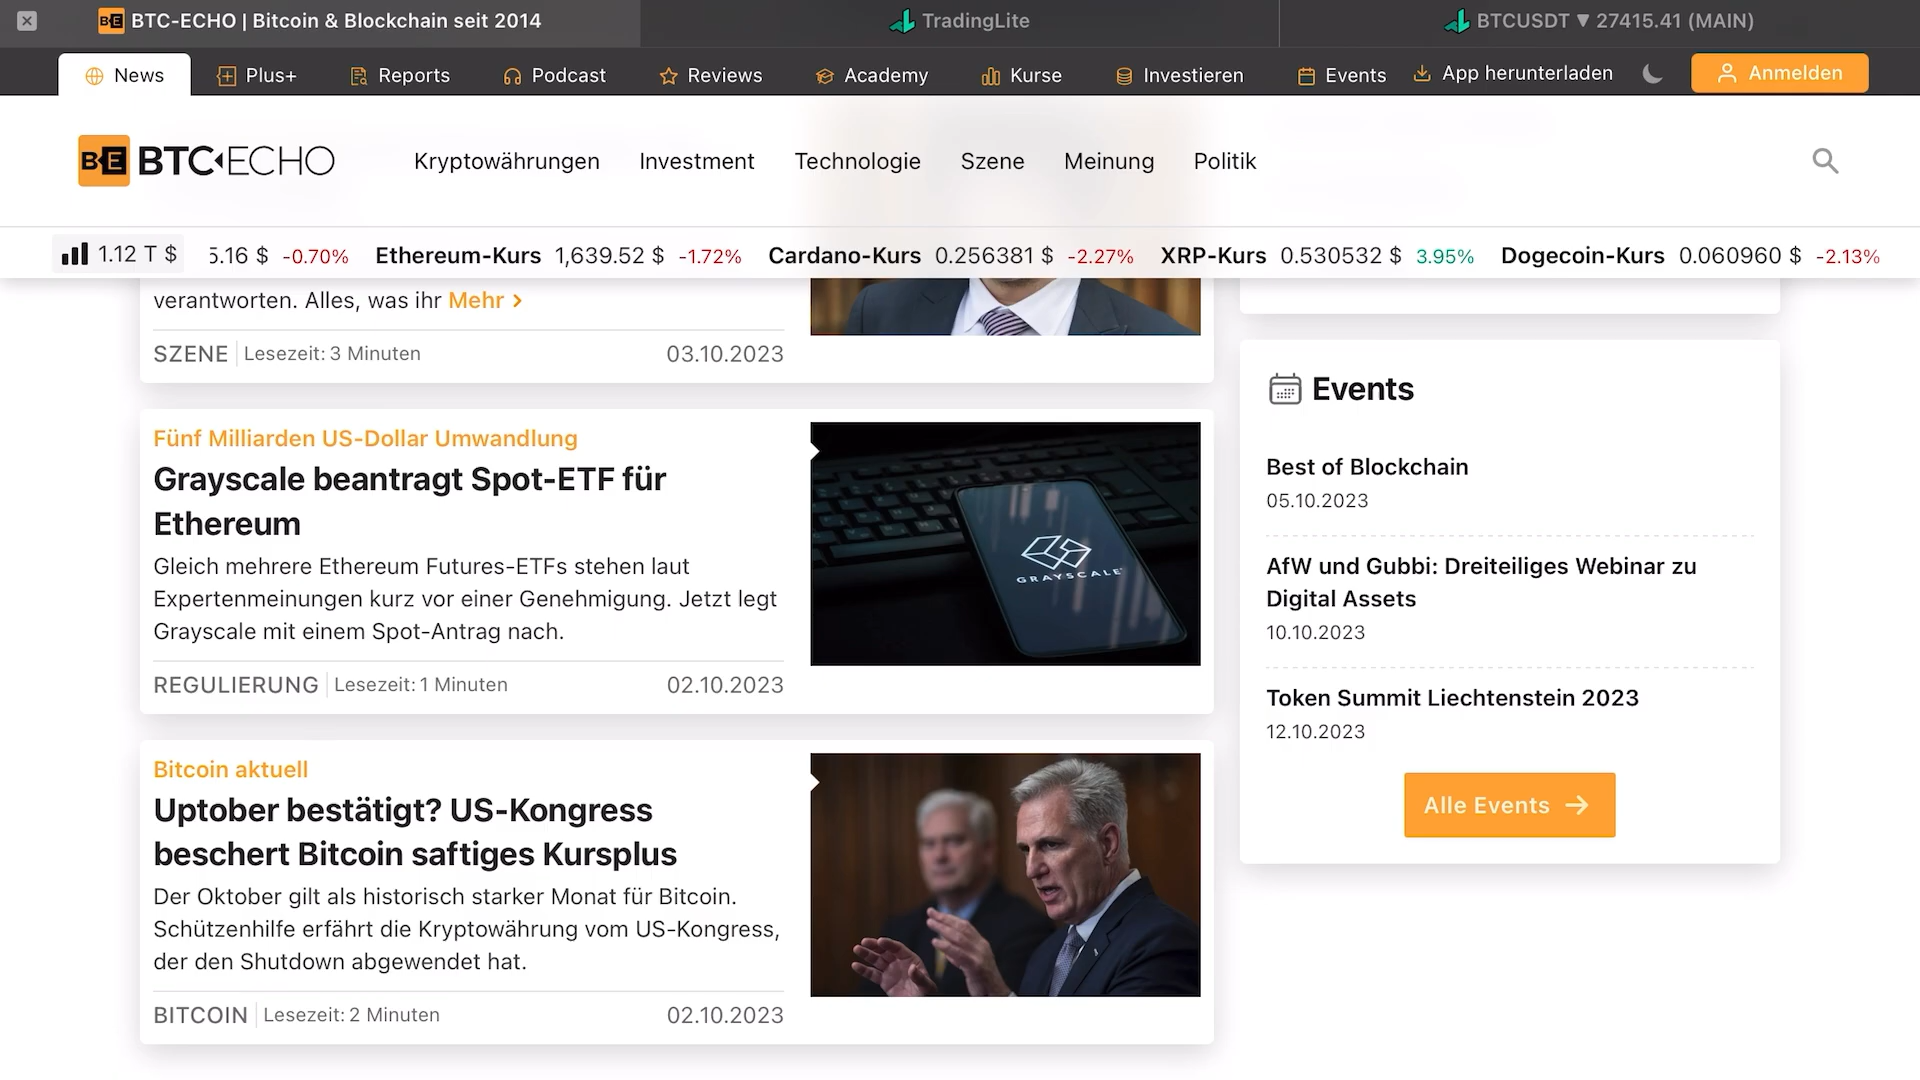 BTC-ECHO | Bitcoin & Blockchain seit 2014
TradingLite
BTCUSDT ▼ 27415.41 (MAIN)
News
Plus+
Reports
Podcast
Reviews
Academy
Kurse
Investieren
Events
App herunterladen
Anmelden
BTC-ECHO
Kryptowährungen
Investment
Technologie
Szene
Meinung
Politik
1.12 T $
5.16 $ -0.70%
Ethereum-Kurs 1,639.52 $ -1.72%
Cardano-Kurs 0.256381 $ -2.27%
XRP-Kurs 0.530532 $ 3.95%
Dogecoin-Kurs 0.060960 $ -2.13%
verantworten. Alles, was ihr Mehr >
SZENE | Lesezeit: 3 Minuten 03.10.2023
Fünf Milliarden US-Dollar Umwandlung
Grayscale beantragt Spot-ETF für
Ethereum
Gleich mehrere Ethereum Futures-ETFs stehen laut
Expertenmeinungen kurz vor einer Genehmigung. Jetzt legt
Grayscale mit einem Spot-Antrag nach.
REGULIERUNG | Lesezeit: 1 Minuten 02.10.2023
GRAYSCALE
Bitcoin aktuell
Uptober bestätigt? US-Kongress
beschert Bitcoin saftiges Kursplus
Der Oktober gilt als historisch starker Monat für Bitcoin.
Schützenhilfe erfährt die Kryptowährung vom US-Kongress,
der den Shutdown abgewendet hat.
BITCOIN | Lesezeit: 2 Minuten 02.10.2023
Events
Best of Blockchain
05.10.2023
AfW und Gubbi: Dreiteiliges Webinar zu
Digital Assets
10.10.2023
Token Summit Liechtenstein 2023
12.10.2023
Alle Events →